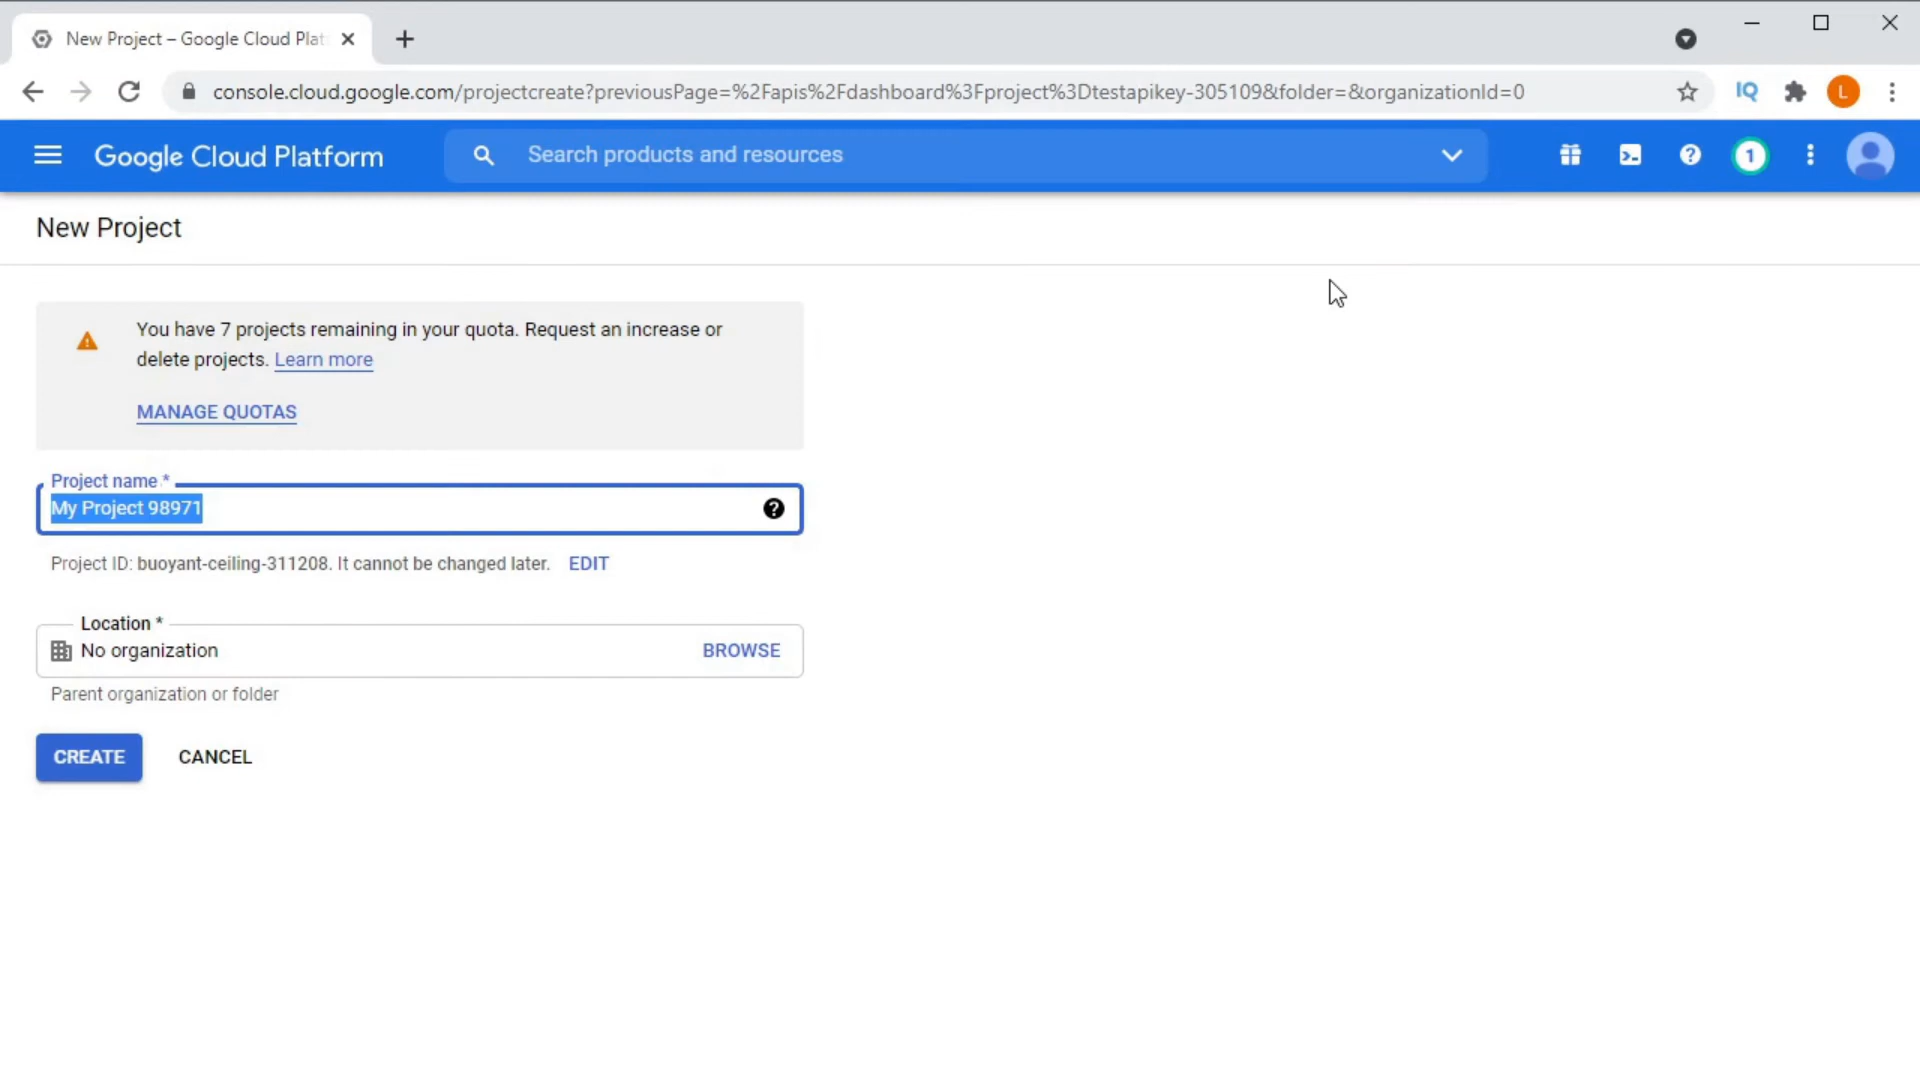 New Project – Google Cloud Plat
console.cloud.google.com/projectcreate?previousPage=%2Fapis%2Fdashboard%3Fproject%3Dtestapikey-305109&folder=&organizationId=0
IQ
L
Google Cloud Platform
Search products and resources
1
New Project
You have 7 projects remaining in your quota. Request an increase or
delete projects. Learn more
MANAGE QUOTAS
Project name *
My Project 98971
Project ID: buoyant-ceiling-311208. It cannot be changed later. EDIT
Location *
No organization
BROWSE
Parent organization or folder
CREATE
CANCEL